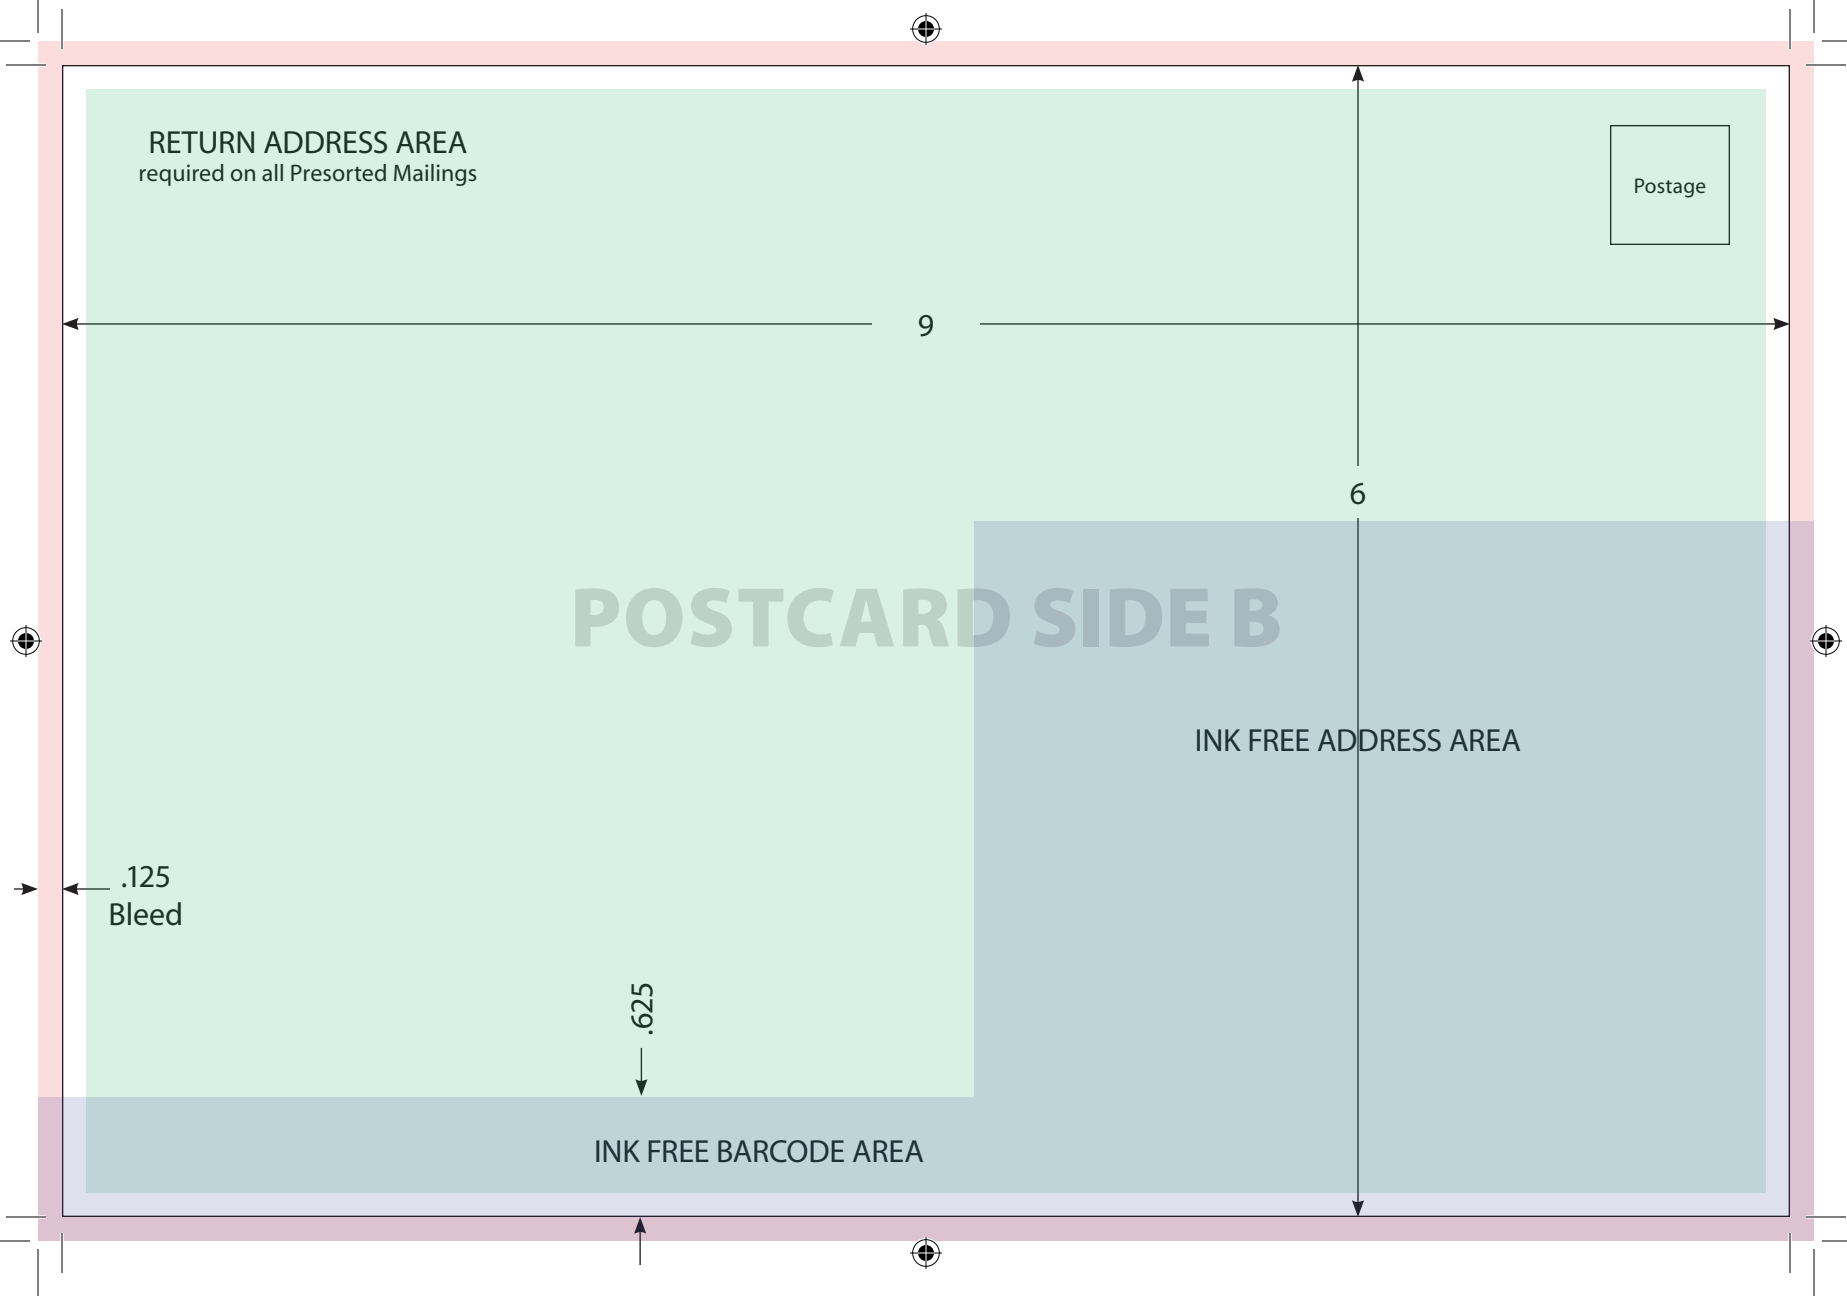 RETURN ADDRESS AREA
required on all Presorted Mailings
Postage
9
6
POSTCARD SIDE B
INK FREE ADDRESS AREA
.125
Bleed
.625
INK FREE BARCODE AREA